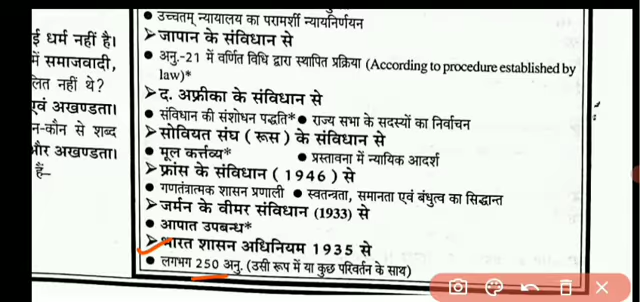 ई धर्म नहीं है।
में समाजवादी,
लित नहीं थे?
एवं अखण्डता।
न-कौन से शब्द
और अखण्डता।
हैं–
● उच्चतम् न्यायालय का परामर्शी न्यायनिर्णयन
➤जापान के संविधान से
● अनु.-21 में वर्णित विधि द्वारा स्थापित प्रक्रिया (According to procedure established by
law)*
➤द. अफ्रीका के संविधान से
● संविधान की संशोधन पद्धति* ● राज्य सभा के सदस्यों का निर्वाचन
➤सोवियत संघ (रूस) के संविधान से
● मूल कर्त्तव्य* ● प्रस्तावना में न्यायिक आदर्श
➤फ्रांस के संविधान (1946) से
● गणतंत्रात्मक शासन प्रणाली ● स्वतन्त्रता, समानता एवं बंधुत्व का सिद्धान्त
➤जर्मन के वीमर संविधान (1933) से
● आपात उपबन्ध*
➤भारत शासन अधिनियम 1935 से
● लगभग 250 अनु. (उसी रूप में या कुछ परिवर्तन के साथ)